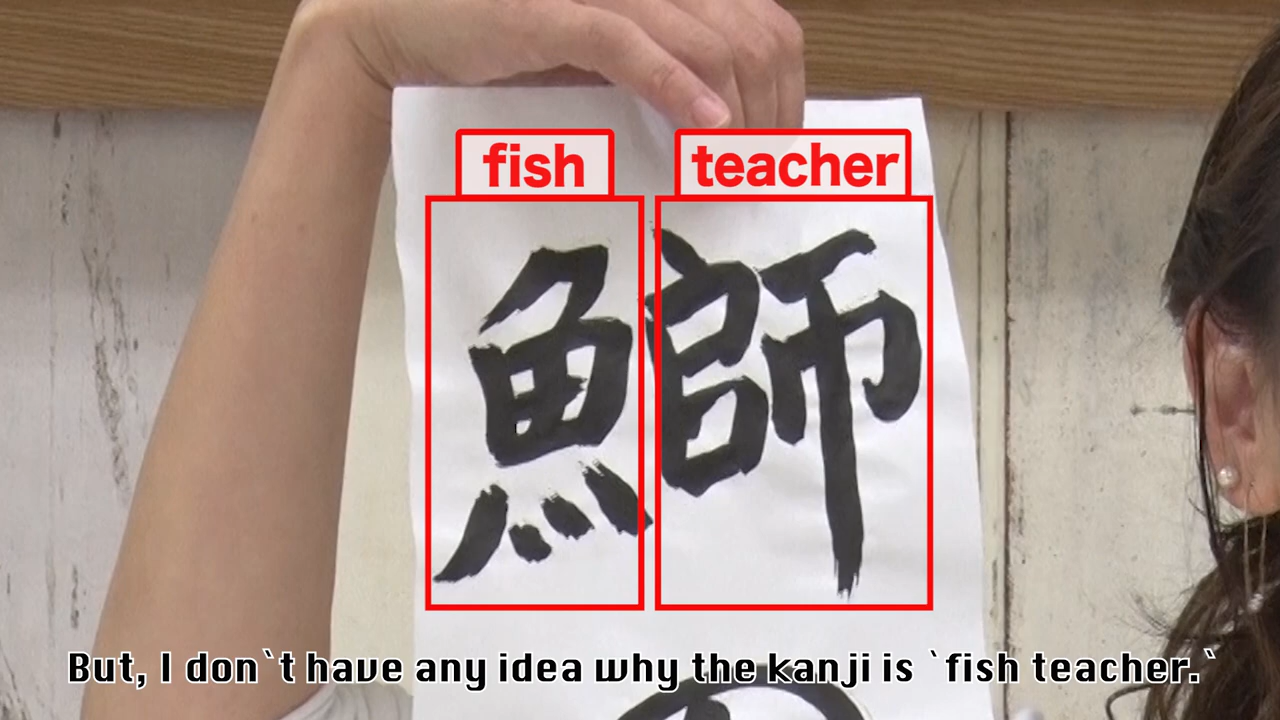 fish teacher
鰤
But, I don`t have any idea why the kanji is `fish teacher.`